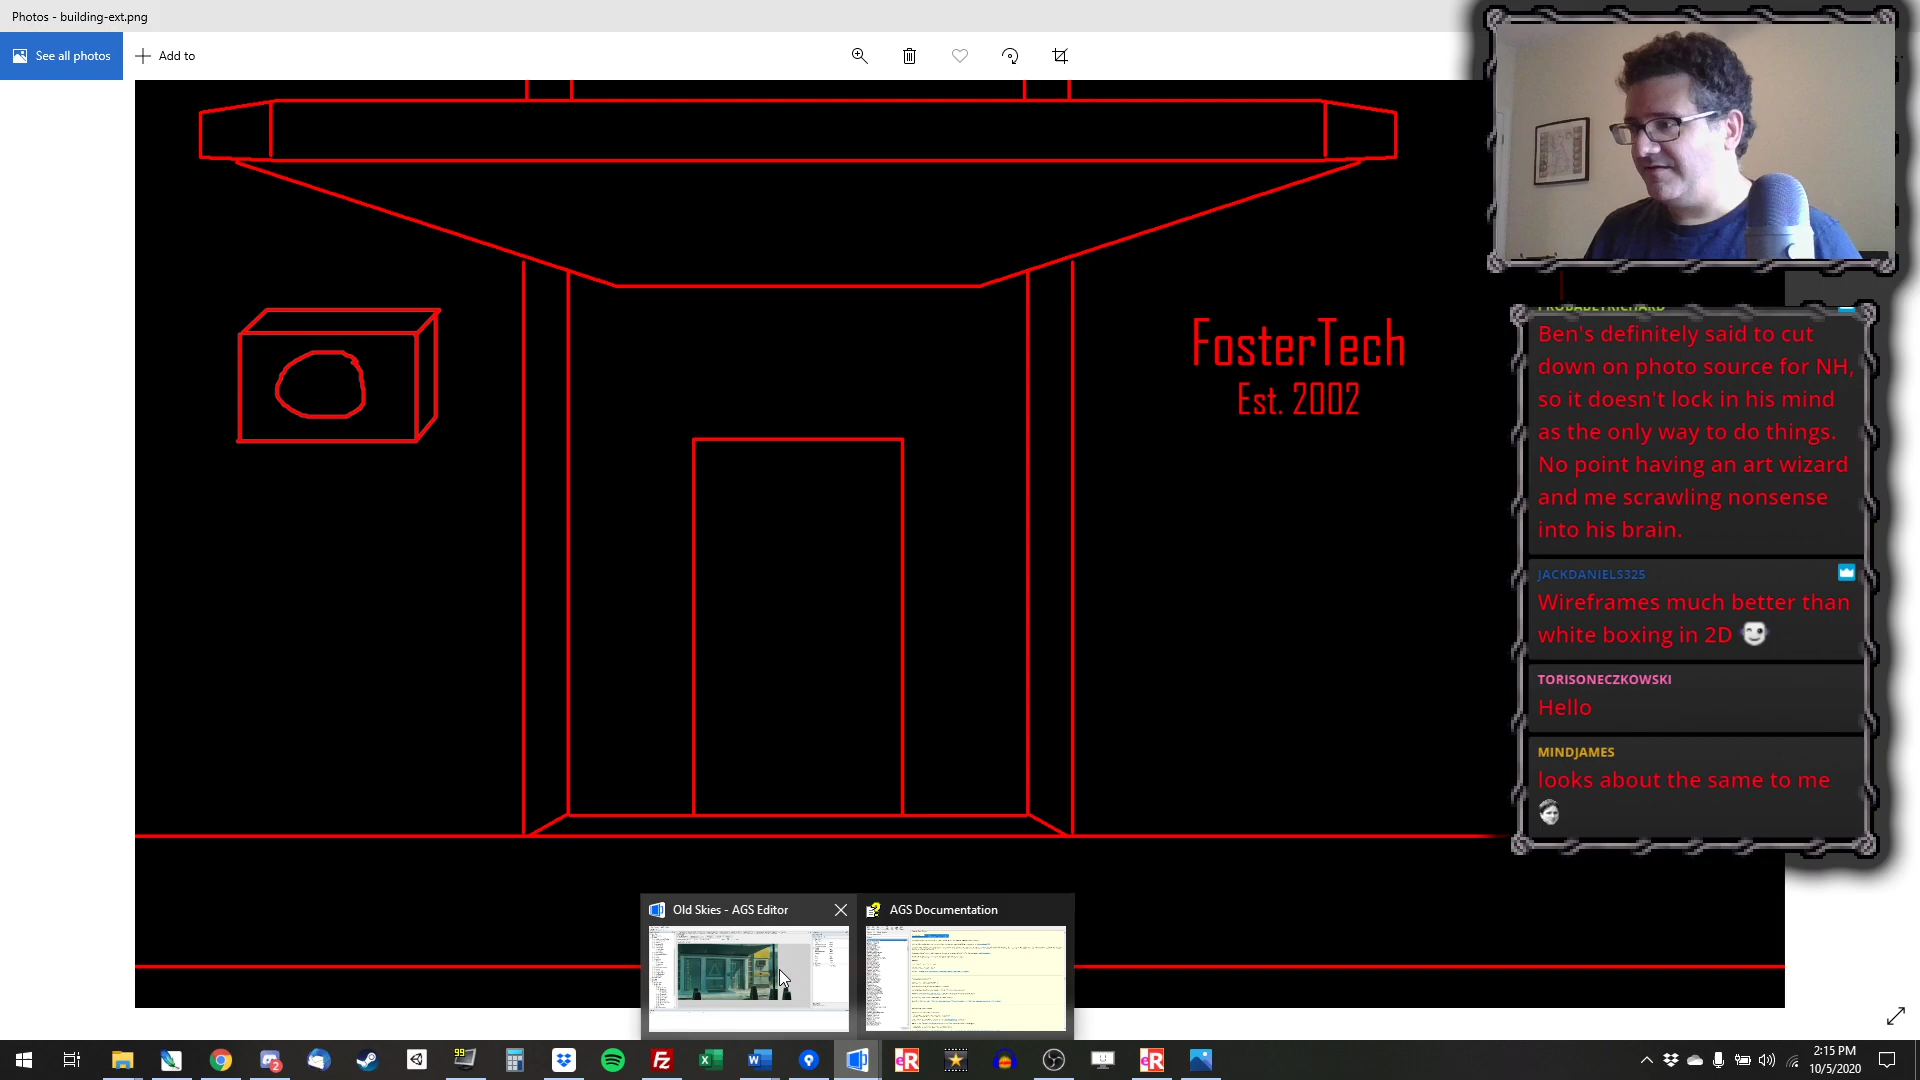 Photos - building-ext.png
See all photos
Add to
FosterTech
Est. 2002
PROBABLYRICHARD
Ben's definitely said to cut
down on photo source for NH,
so it doesn't lock in his mind
as the only way to do things.
No point having an art wizard
and me scrawling nonsense
into his brain.
JACKDANIELS325
Wireframes much better than
white boxing in 2D
TORISONECZKOWSKI
Hello
MINDJAMES
looks about the same to me
Old Skies - AGS Editor
AGS Documentation
99
2
2:15 PM
10/5/2020